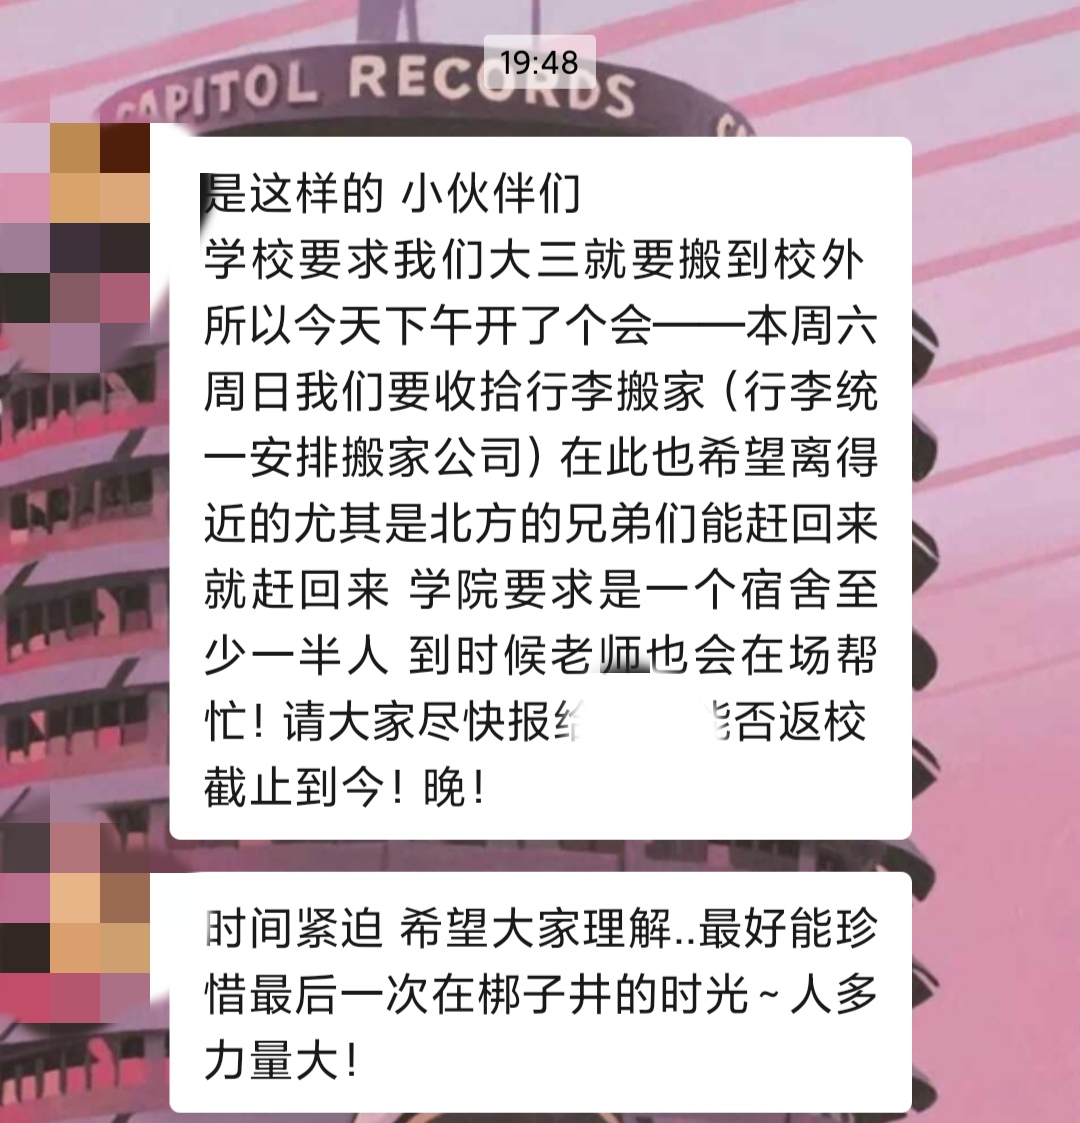 19:48
CAPITOL RECORDS
是这样的 小伙伴们
学校要求我们大三就要搬到校外
所以今天下午开了个会——本周六
周日我们要收拾行李搬家（行李统
一安排搬家公司）在此也希望离得
近的尤其是北方的兄弟们能赶回来
就赶回来 学院要求是一个宿舍至
少一半人 到时候老师也会在场帮
忙！请大家尽快报给 能否返校
截止到今！晚！
时间紧迫 希望大家理解..最好能珍
惜最后一次在梆子井的时光~人多
力量大！